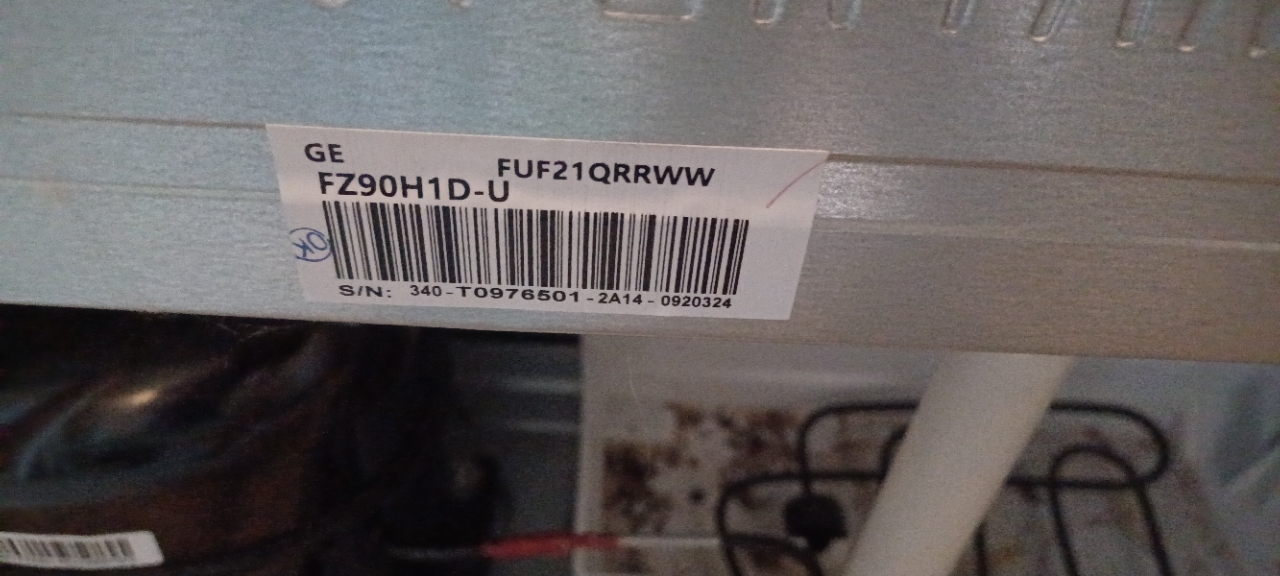 GE
FUF21QRRWW
FZ90H1D-U
OK
S/N: 340-T0976501-2A14-0920324